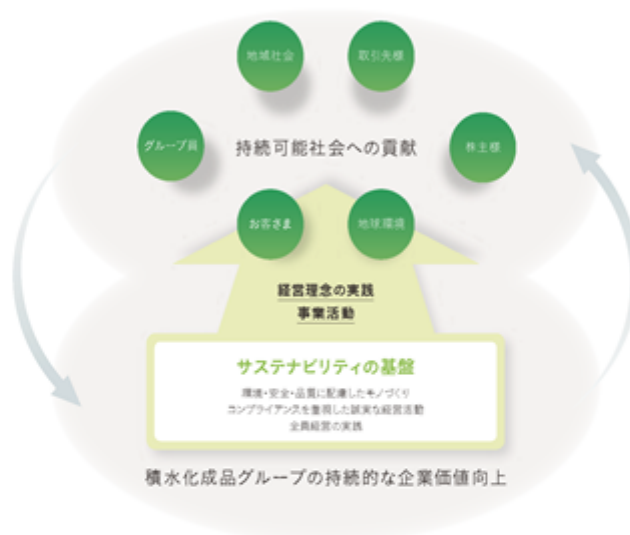 地域社会
取引先様
グループ員
持続可能社会への貢献
株主様
お客さま
地球環境
経営理念の実践
事業活動
サステナビリティの基盤
環境・安全・品質に配慮したモノづくり
コンプライアンスを重視した誠実な経営活動
全員経営の実践
積水化成品グループの持続的な企業価値向上